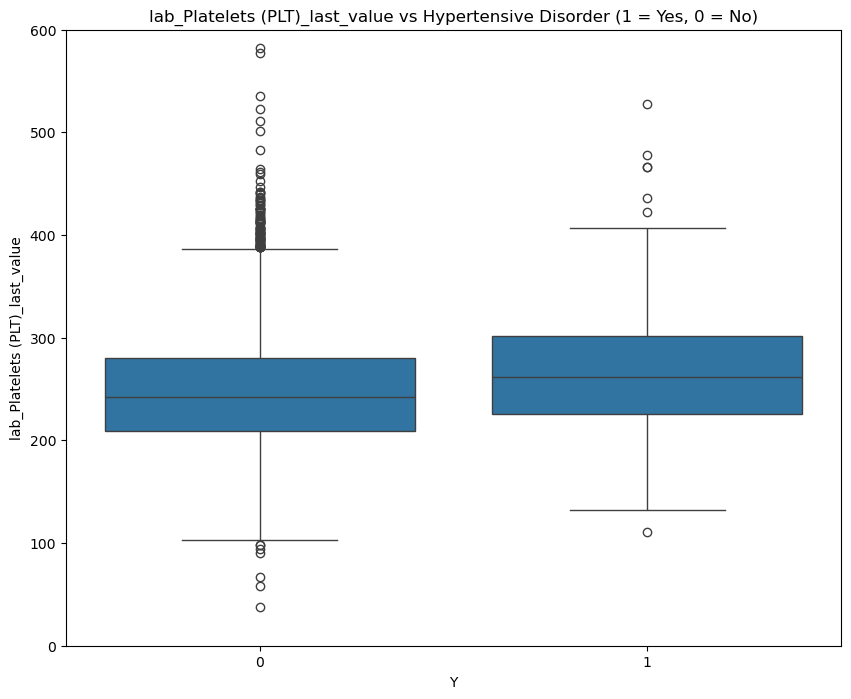 lab_Platelets (PLT)_last_value vs Hypertensive Disorder (1 = Yes, 0 = No)
lab_Platelets (PLT)_last_value
600
500
400
300
200
100
0
0 1
Y